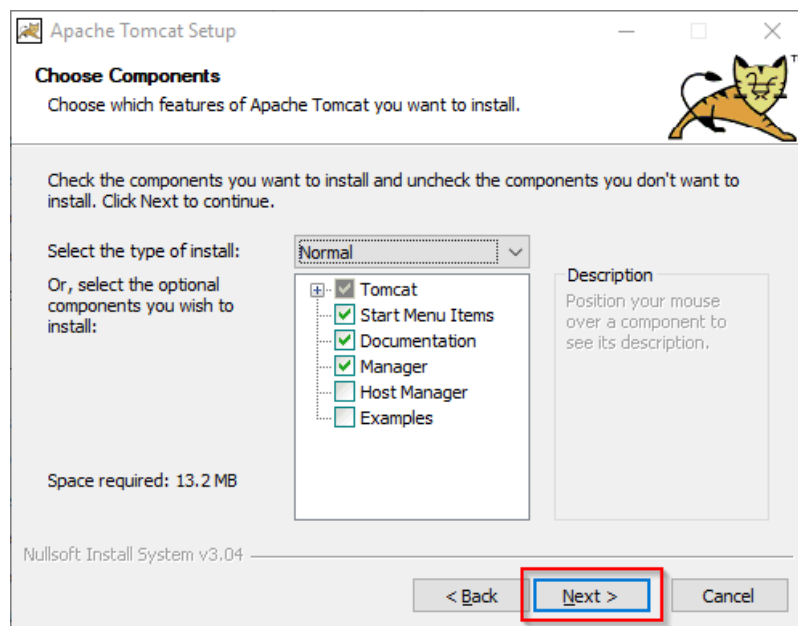 Apache Tomcat Setup
Choose Components
Choose which features of Apache Tomcat you want to install.
Check the components you want to install and uncheck the components you don't want to
install. Click Next to continue.
Select the type of install:
Normal
Or, select the optional
components you wish to
install:
Tomcat
Start Menu Items
Documentation
Manager
Host Manager
Examples
Description
Position your mouse
over a component to
see its description.
Space required: 13.2 MB
Nullsoft Install System v3.04
< Back
Next >
Cancel